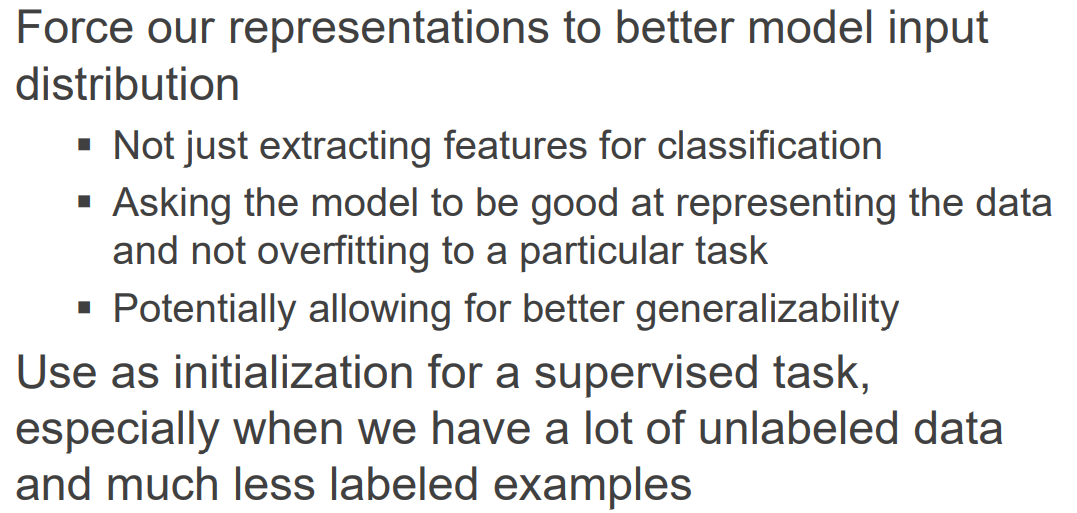 Force our representations to better model input
distribution
▪ Not just extracting features for classification
▪ Asking the model to be good at representing the data
and not overfitting to a particular task
▪ Potentially allowing for better generalizability
Use as initialization for a supervised task,
especially when we have a lot of unlabeled data
and much less labeled examples